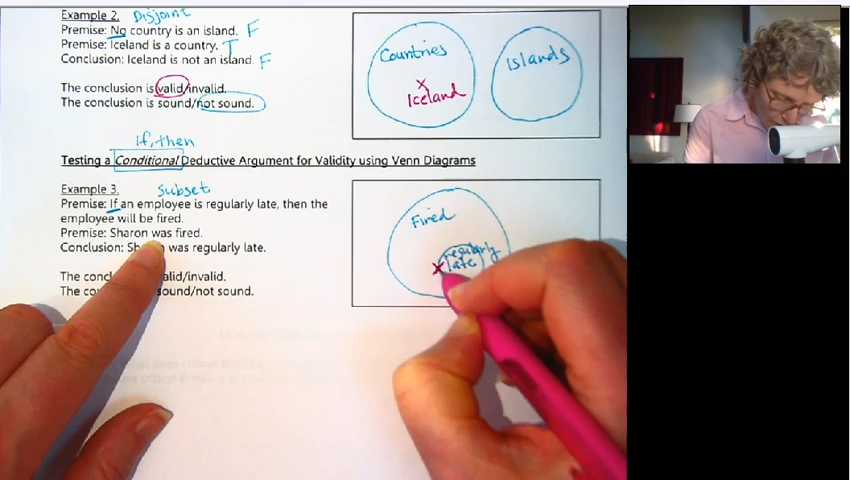 Example 2. Disjoint
Premise: No country is an island. F
Premise: Iceland is a country. T
Conclusion: Iceland is not an island. F
The conclusion is valid/invalid.
The conclusion is sound/not sound.
Countries
x
Iceland
Islands
If, then
Testing a Conditional Deductive Argument for Validity using Venn Diagrams
Example 3. Subset
Premise: If an employee is regularly late, then the
employee will be fired.
Premise: Sharon was fired.
Conclusion: was regularly late.
The valid/invalid.
The sound/not sound.
Fired
regularly
late
x